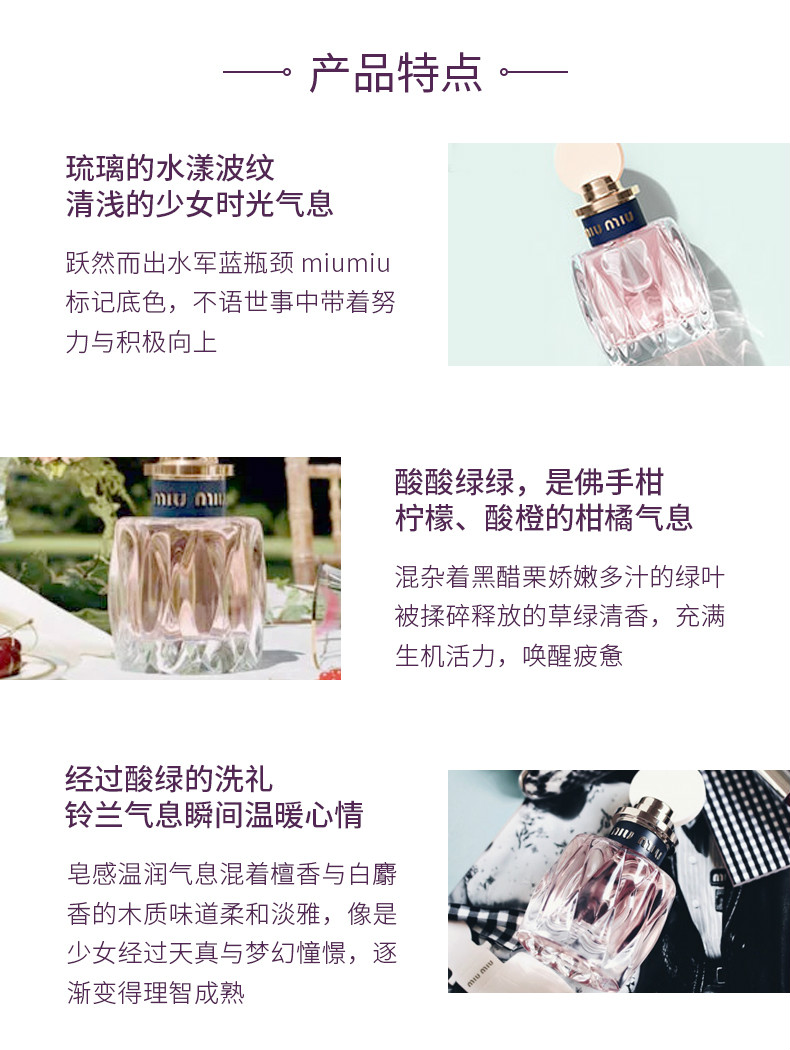 产品特点
琉璃的水漾波纹
清浅的少女时光气息
跃然而出水军蓝瓶颈 miumiu
标记底色，不语世事中带着努
力与积极向上
MIU MIU
MIU MIU
酸酸绿绿，是佛手柑
柠檬、酸橙的柑橘气息
混杂着黑醋栗娇嫩多汁的绿叶
被揉碎释放的草绿清香，充满
生机活力，唤醒疲惫
经过酸绿的洗礼
铃兰气息瞬间温暖心情
皂感温润气息混着檀香与白麝
香的木质味道柔和淡雅，像是
少女经过天真与梦幻憧憬，逐
渐变得理智成熟
MIU MIU
MIU MIU